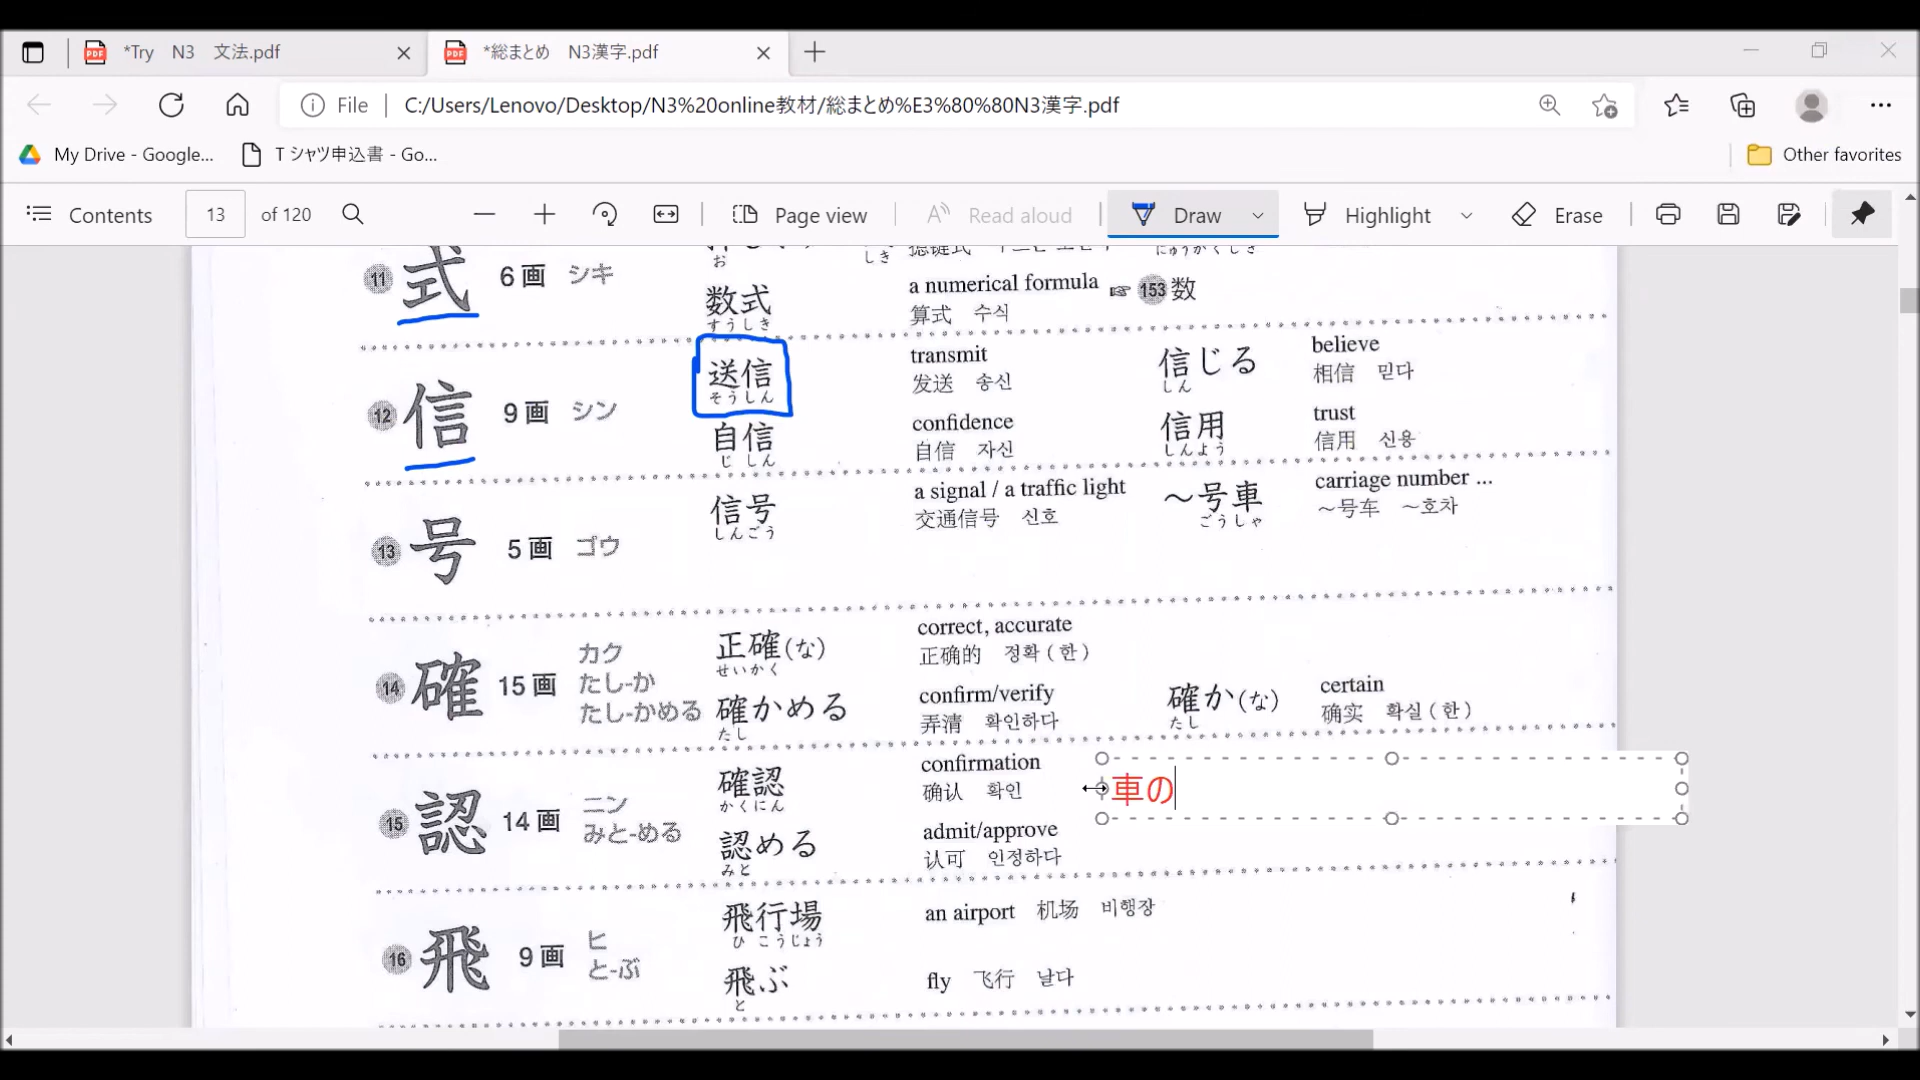 *Try N3 文法.pdf
*総まとめ N3漢字.pdf
File
C:/Users/Lenovo/Desktop/N3%20online教材/総まとめ%E3%80%80N3漢字.pdf
My Drive - Google...
Tシャツ申込書 - Go...
Other favorites
Contents
13
of 120
Page view
Read aloud
Draw
Highlight
Erase
お
しき
にゅうがくしき
11 式 6画 シキ
数式
すうしき
a numerical formula
算式 수식
153 数
12 信 9画 シン
送信
そうしん
transmit
发送 송신
信じる
しん
believe
相信 믿다
自信
じしん
confidence
自信 자신
信用
しんよう
trust
信用 신용
13 号 5画 ゴウ
信号
しんごう
a signal / a traffic light
交通信号 신호
～号車
ごうしゃ
carriage number ...
～号车 ～호차
14 確 15画
カク
たし-か
たし-かめる
正確(な)
せいかく
correct, accurate
正确的 정확(한)
確かめる
たし
confirm/verify
弄清 확인하다
確か(な)
たし
certain
确实 확실(한)
15 認 14画
ニン
みと-める
確認
かくにん
confirmation
确认 확인
車の
認める
みと
admit/approve
认可 인정하다
16 飛 9画
ヒ
と-ぶ
飛行場
ひこうじょう
an airport 机场 비행장
飛ぶ
と
fly 飞行 날다